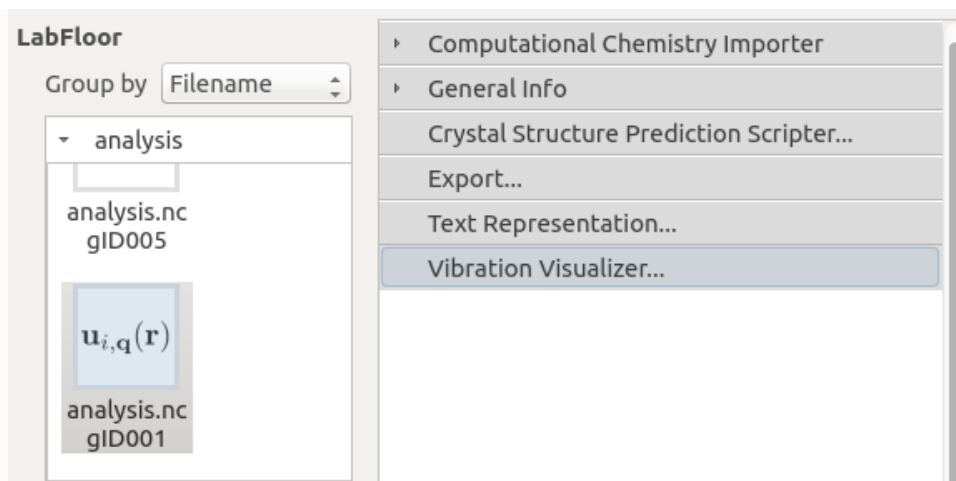 LabFloor
Group by Filename
analysis
analysis.nc
gID005
u_{i,q}(r)
analysis.nc
gID001
Computational Chemistry Importer
General Info
Crystal Structure Prediction Scripter...
Export...
Text Representation...
Vibration Visualizer...